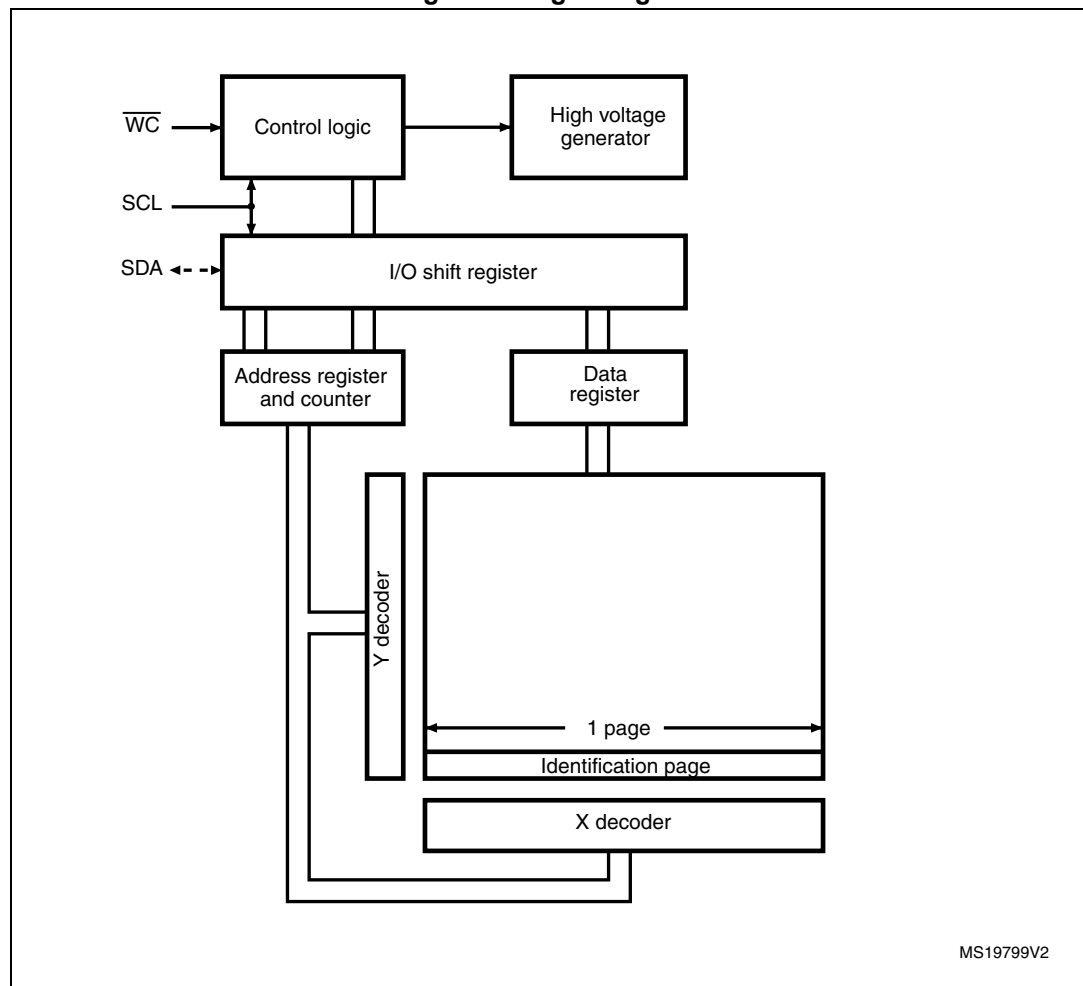 WC
Control logic
High voltage
generator
SCL
SDA
I/O shift register
Address register
and counter
Data
register
Y decoder
1 page
Identification page
X decoder
MS19799V2